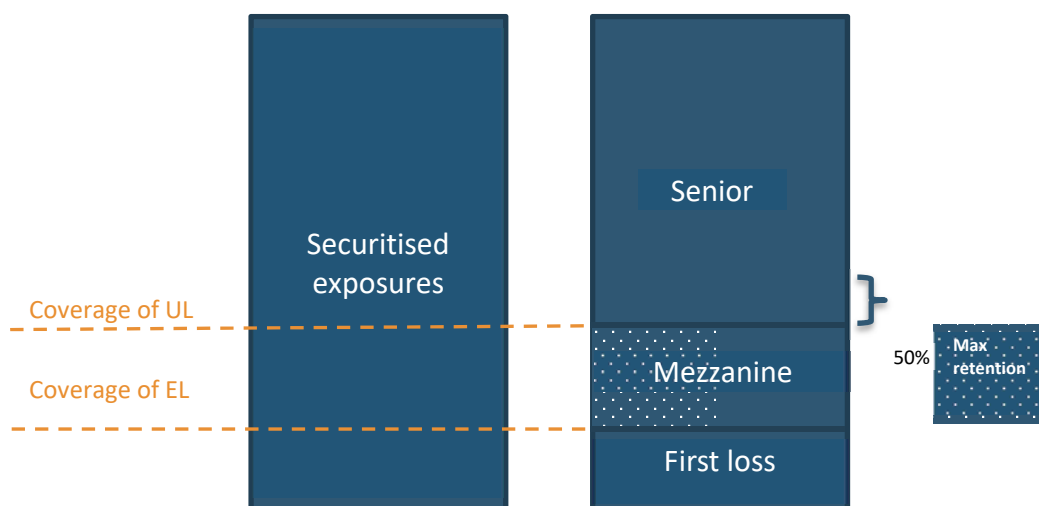 Senior
Securitised
exposures
Coverage of UL
50%
Max
retention
Mezzanine
Coverage of EL
First loss